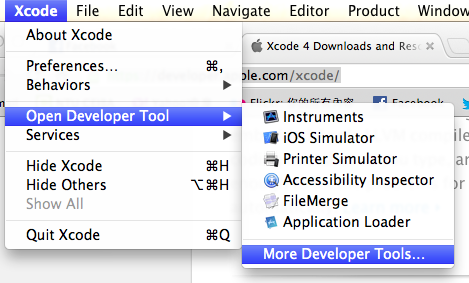 Xcode File Edit View Navigate Editor Product Window
About Xcode
Xcode 4 Downloads and Res
Preferences... ⌘,
ble.com/xcode/
Behaviors
Flickr: 你的所有內容 Facebook
Open Developer Tool
Services
Instruments
iOS Simulator
Hide Xcode ⌘H
Printer Simulator
Hide Others ⌥⌘H
Accessibility Inspector
Show All
FileMerge
Application Loader
Quit Xcode ⌘Q
More Developer Tools...